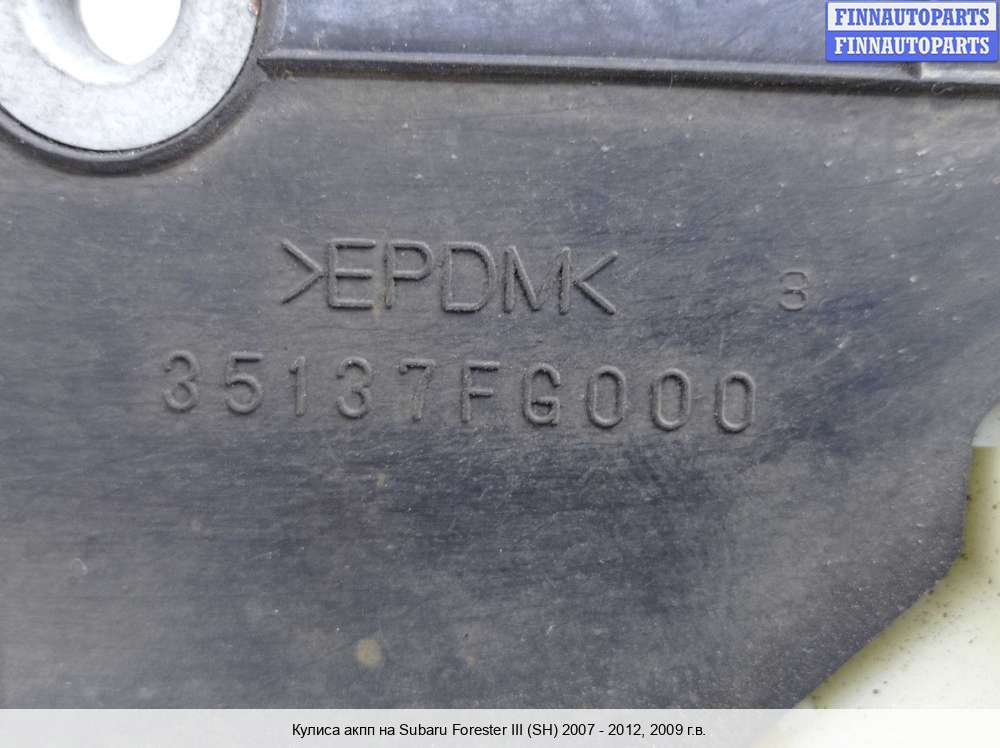 FINNAUTOPARTS
FINNAUTOPARTS
>EPDM<
3
35137FG000
Кулиса акпп на Subaru Forester III (SH) 2007 - 2012, 2009 г.в.